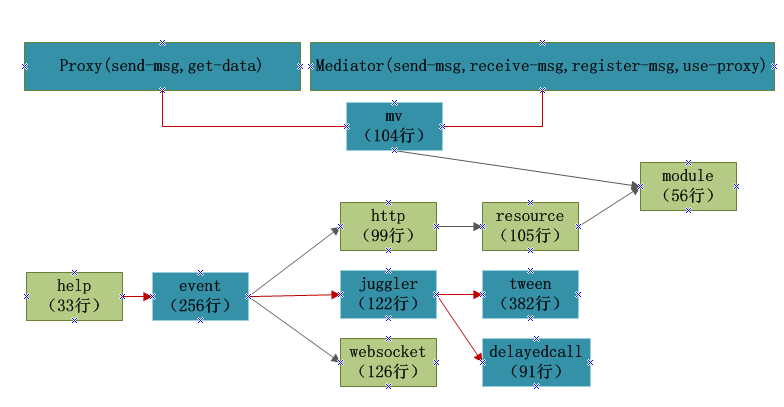 Proxy(send-msg,get-data)
Mediator(send-msg,receive-msg,register-msg,use-proxy)
mv
(104行)
module
(56行)
http
(99行)
resource
(105行)
help
(33行)
event
(256行)
juggler
(122行)
tween
(382行)
websocket
(126行)
delayedcall
(91行)